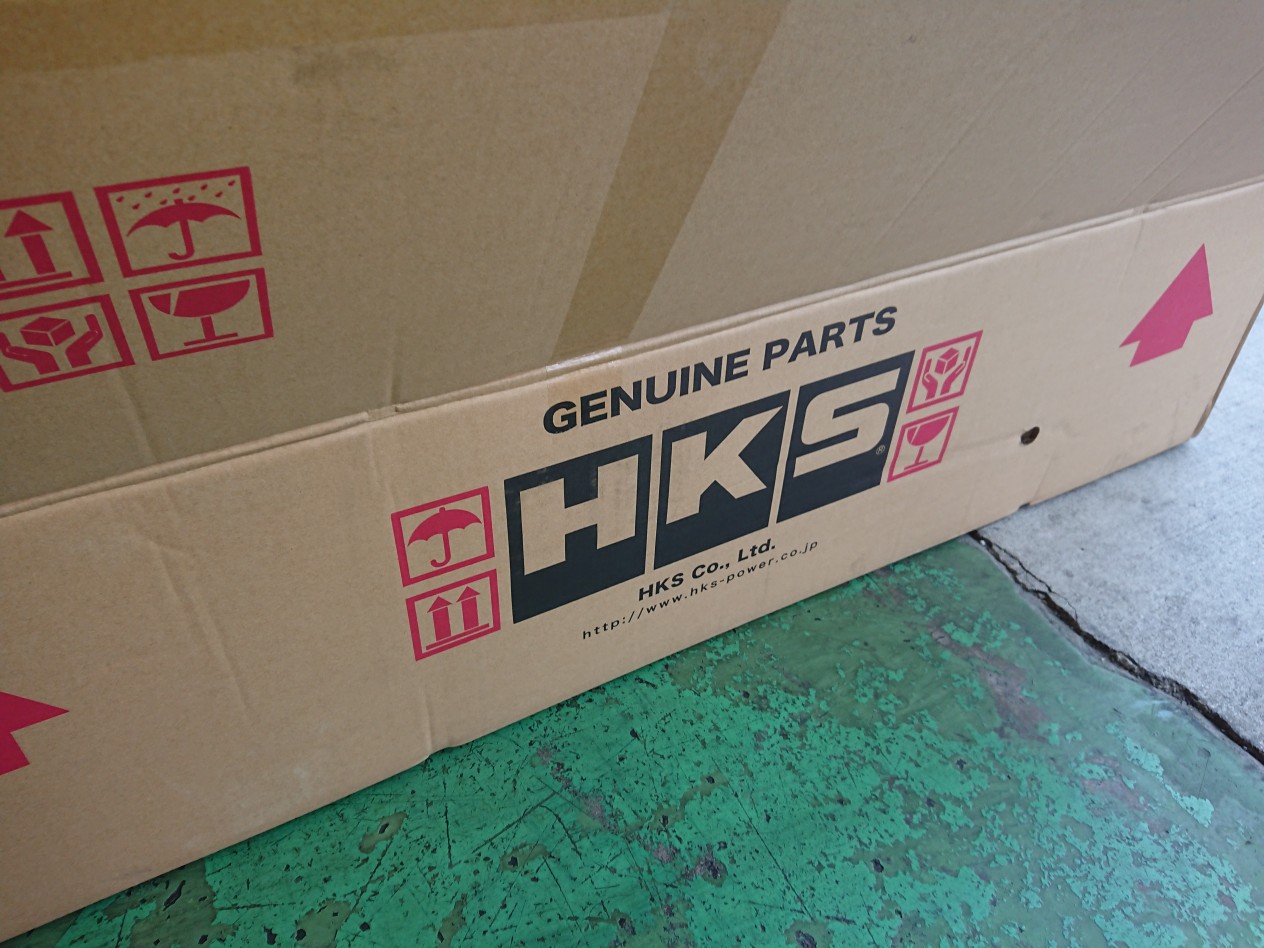 GENUINE PARTS
HKS®
HKS Co., Ltd.
http://www.hks-power.co.jp